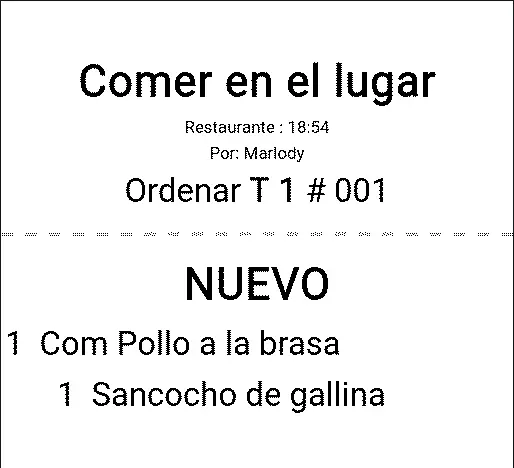 Comer en el lugar
Restaurante : 18:54
Por: Marlody
Ordenar T 1 # 001
NUEVO
1 Com Pollo a la brasa
1 Sancocho de gallina